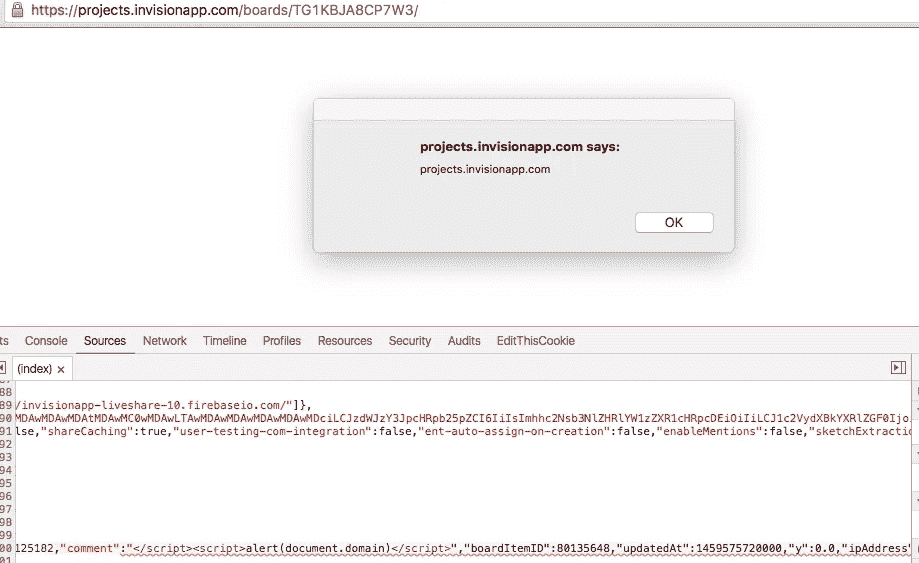 https://projects.invisionapp.com/boards/TG1KBJA8CP7W3/
projects.invisionapp.com says:
projects.invisionapp.com
OK
ts Console Sources Network Timeline Profiles Resources Security Audits EditThisCookie
(index) ×
88
89 /invisionapp-liveshare-10.firebaseio.com/"]},
90
91 lse,"shareCaching":true,"user-testing-com-integration":false,"ent-auto-assign-on-creation":false,"enableMentions":false,"sketchExtractio
92
93
94
95
96
97
98
99
00 125182,"comment":"</script><script>alert(document.domain)</script>","boardItemID":80135648,"updatedAt":1459575720000,"y":0.0,"ipAddress"
01